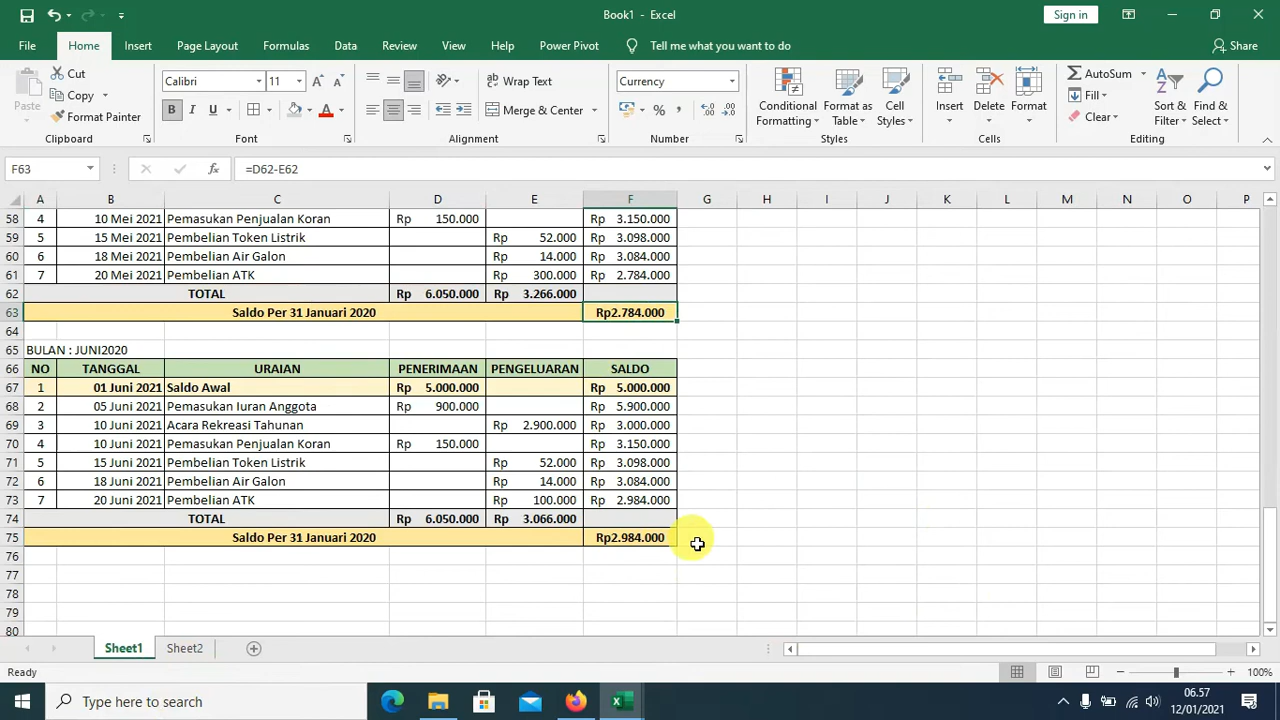 Book1 - Excel
Sign in
File Home Insert Page Layout Formulas Data Review View Help Power Pivot Tell me what you want to do Share
Cut
Copy
Format Painter
Paste
Clipboard
Calibri 11
B I U
Font
Wrap Text
Merge & Center
Alignment
Currency
%
Number
Conditional Formatting
Format as Table
Cell Styles
Styles
Insert Delete Format
Cells
AutoSum
Fill
Clear
Sort & Filter
Find & Select
Editing
F63 fx =D62-E62
A B C D E F G H I J K L M N O P
58 4 10 Mei 2021 Pemasukan Penjualan Koran Rp 150.000 Rp 3.150.000
59 5 15 Mei 2021 Pembelian Token Listrik Rp 52.000 Rp 3.098.000
60 6 18 Mei 2021 Pembelian Air Galon Rp 14.000 Rp 3.084.000
61 7 20 Mei 2021 Pembelian ATK Rp 300.000 Rp 2.784.000
62 TOTAL Rp 6.050.000 Rp 3.266.000
63 Saldo Per 31 Januari 2020 Rp2.784.000
64
65 BULAN : JUNI2020
66 NO TANGGAL URAIAN PENERIMAAN PENGELUARAN SALDO
67 1 01 Juni 2021 Saldo Awal Rp 5.000.000 Rp 5.000.000
68 2 05 Juni 2021 Pemasukan Iuran Anggota Rp 900.000 Rp 5.900.000
69 3 10 Juni 2021 Acara Rekreasi Tahunan Rp 2.900.000 Rp 3.000.000
70 4 10 Juni 2021 Pemasukan Penjualan Koran Rp 150.000 Rp 3.150.000
71 5 15 Juni 2021 Pembelian Token Listrik Rp 52.000 Rp 3.098.000
72 6 18 Juni 2021 Pembelian Air Galon Rp 14.000 Rp 3.084.000
73 7 20 Juni 2021 Pembelian ATK Rp 100.000 Rp 2.984.000
74 TOTAL Rp 6.050.000 Rp 3.066.000
75 Saldo Per 31 Januari 2020 Rp2.984.000
76
77
78
79
80
Sheet1 Sheet2
Ready 100%
Type here to search
06.57
12/01/2021